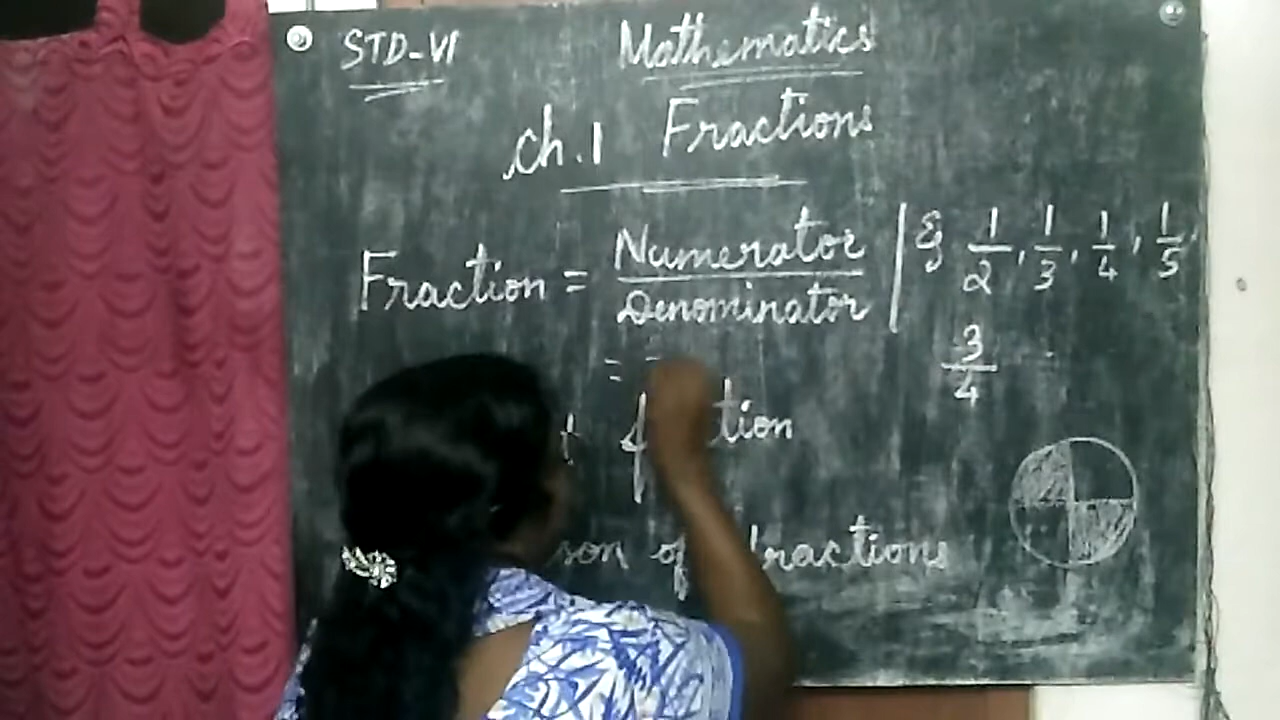 STD-VI Mathematics
Ch.1 Fractions
Fraction = Numerator / Denominator | Eg 1/2, 1/3, 1/4, 1/5,
=
3/4
of fractions